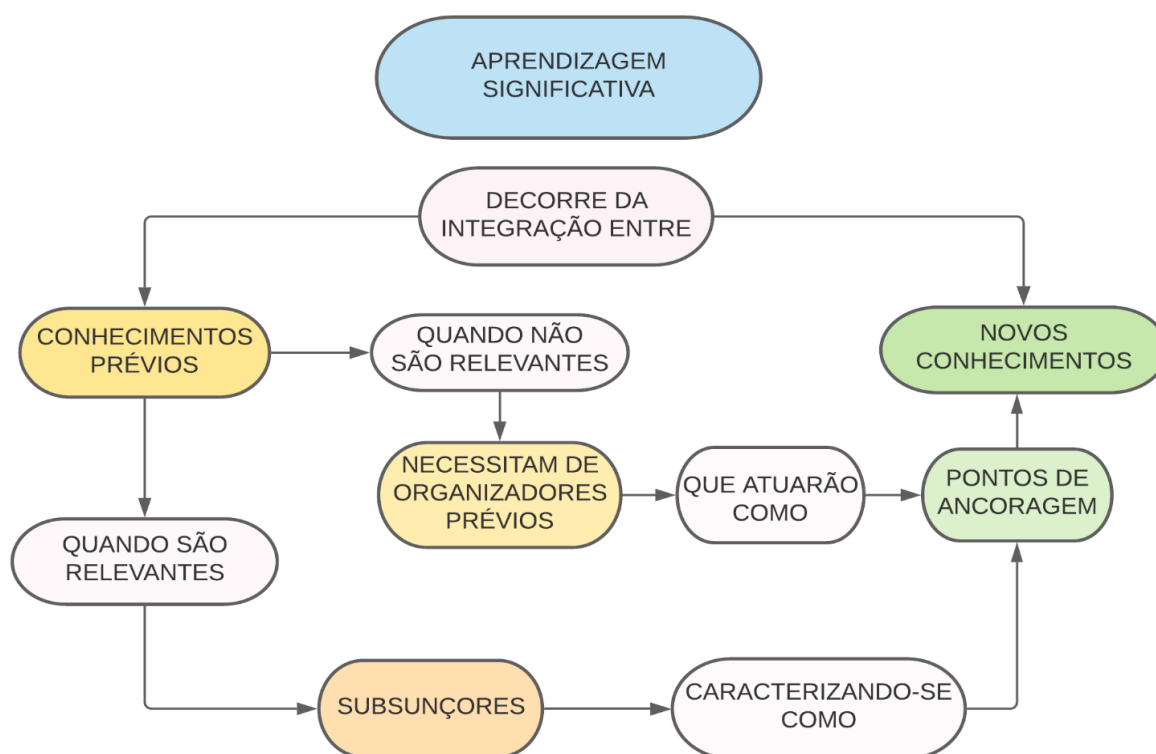 APRENDIZAGEM
SIGNIFICATIVA
DECORRE DA
INTEGRAÇÃO ENTRE
CONHECIMENTOS
PRÉVIOS
QUANDO NÃO
SÃO RELEVANTES
NOVOS
CONHECIMENTOS
NECESSITAM DE
ORGANIZADORES
PRÉVIOS
QUE ATUARÃO
COMO
PONTOS DE
ANCORAGEM
QUANDO SÃO
RELEVANTES
SUBSUNÇORES
CARACTERIZANDO-SE
COMO